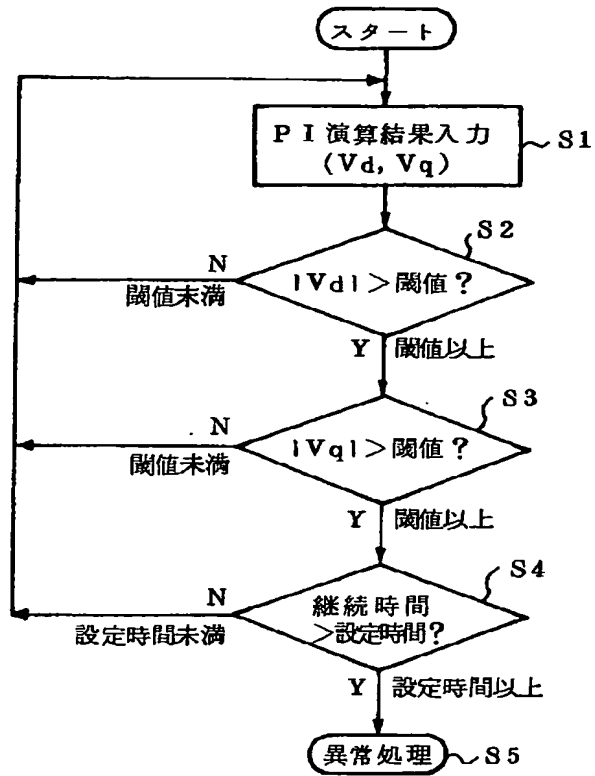 スタート
PI演算結果入力
(Vd, Vq)
S1
S2
|Vd|>閾値?
N
閾値未満
Y 閾値以上
S3
|Vq|>閾値?
N
閾値未満
Y 閾値以上
S4
継続時間
>設定時間?
N
設定時間未満
Y 設定時間以上
異常処理
S5